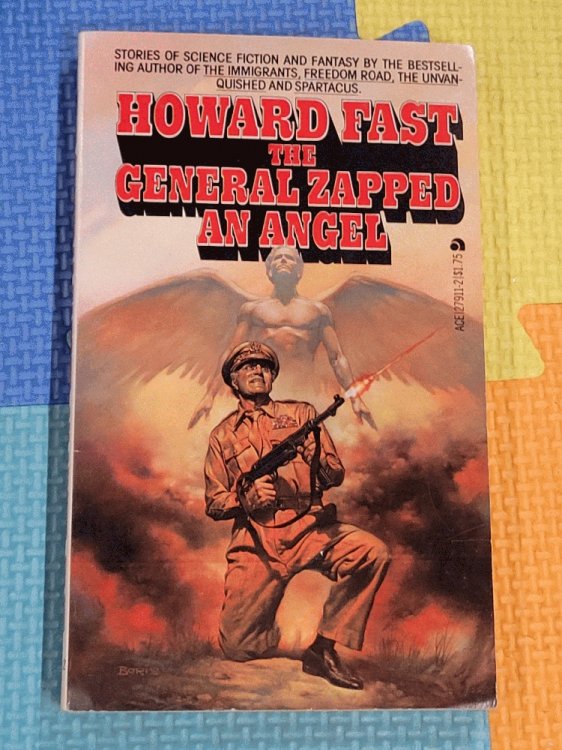 STORIES OF SCIENCE FICTION AND FANTASY BY THE BESTSELL-
ING AUTHOR OF THE IMMIGRANTS, FREEDOM ROAD, THE UNVAN-
QUISHED AND SPARTACUS.
HOWARD FAST
THE
GENERAL ZAPPED
AN ANGEL
ACE 27911-2 $1.75
BORIS